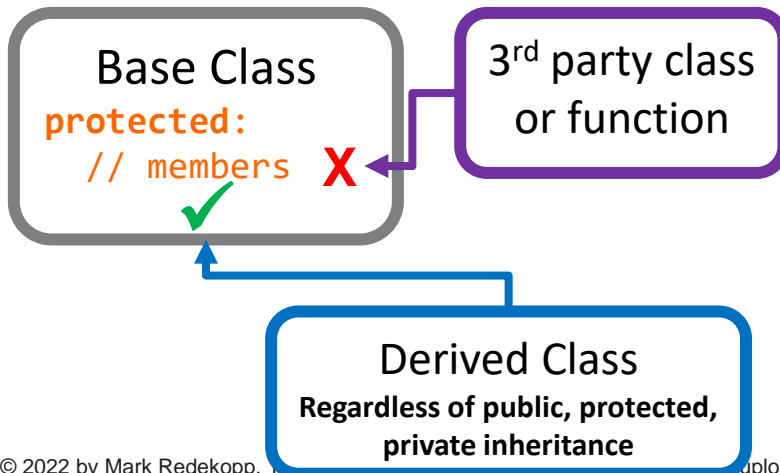 Base Class
protected:
// members X
3rd party class
or function
Derived Class
Regardless of public, protected,
private inheritance
© 2022 by Mark Redekopp.